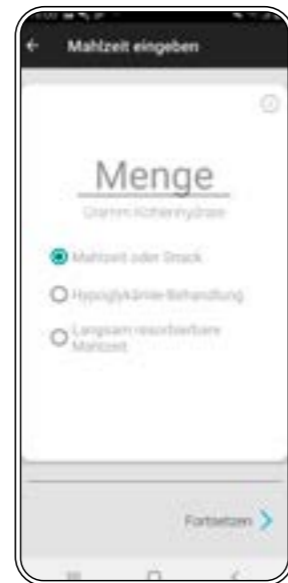 Mahlzeit eingeben
Menge
Gramm Kohlenhydrate
Mahlzeit oder Snack
Hypoglykämie-Behandlung
Langsam resorbierbare
Mahlzeit
Fortsetzen